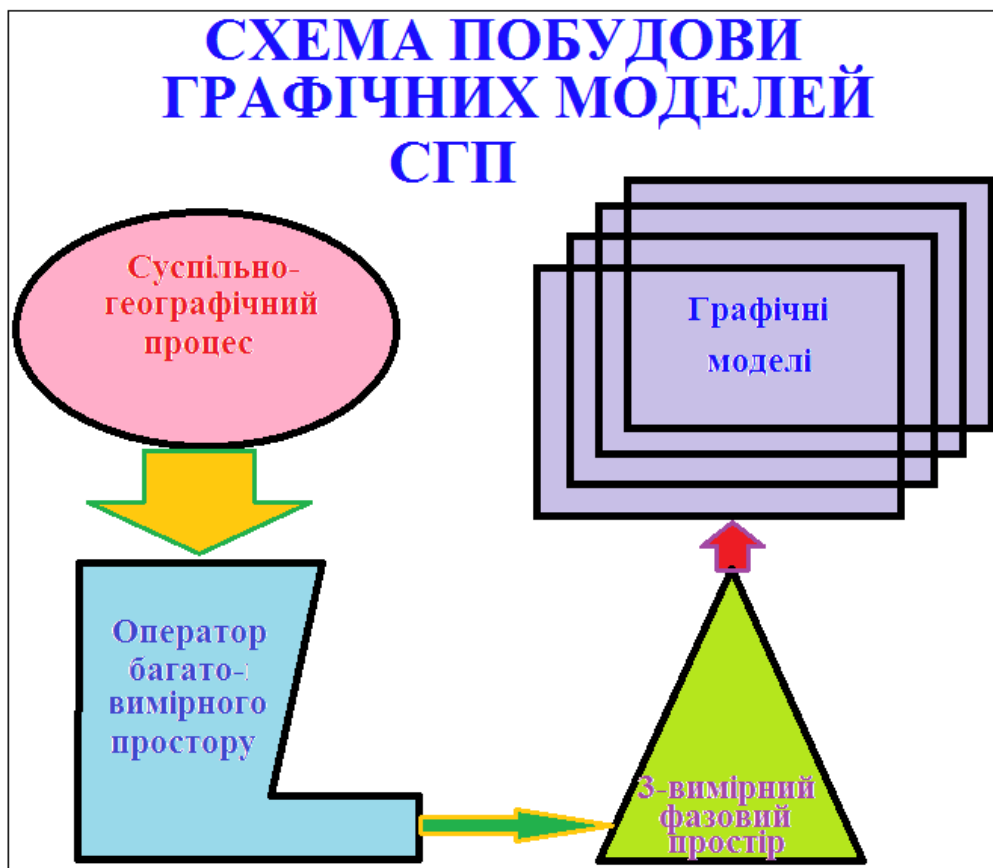 СХЕМА ПОБУДОВИ
ГРАФІЧНИХ МОДЕЛЕЙ
СГП
Суспільно-
географічний
процес
Графічні
моделі
Оператор
багато-
вимірного
простору
3-вимірний
фазовий
простір